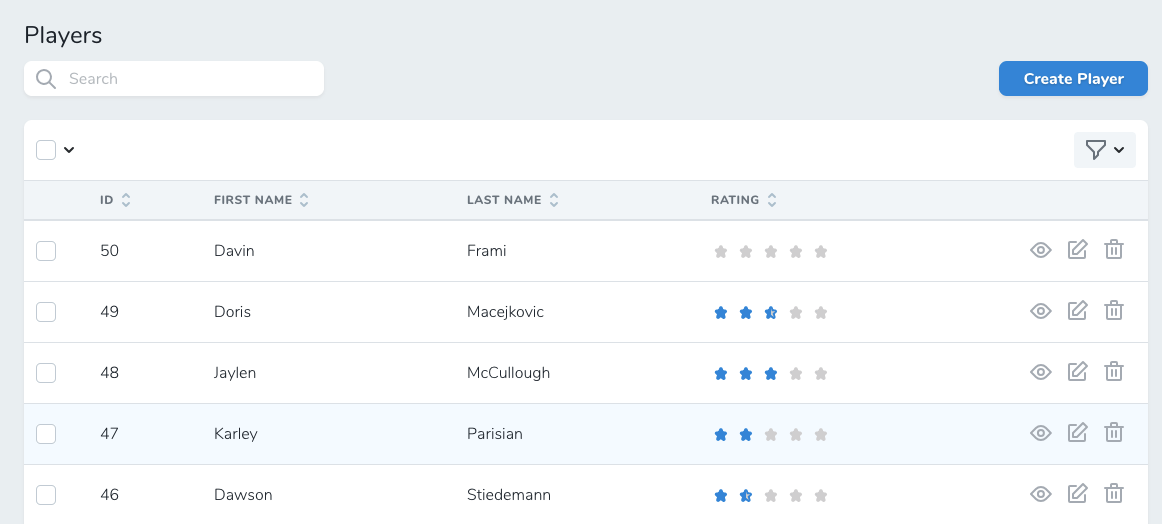 Players
Search
Create Player
ID FIRST NAME LAST NAME RATING
50 Davin Frami
49 Doris Macejkovic
48 Jaylen McCullough
47 Karley Parisian
46 Dawson Stiedemann